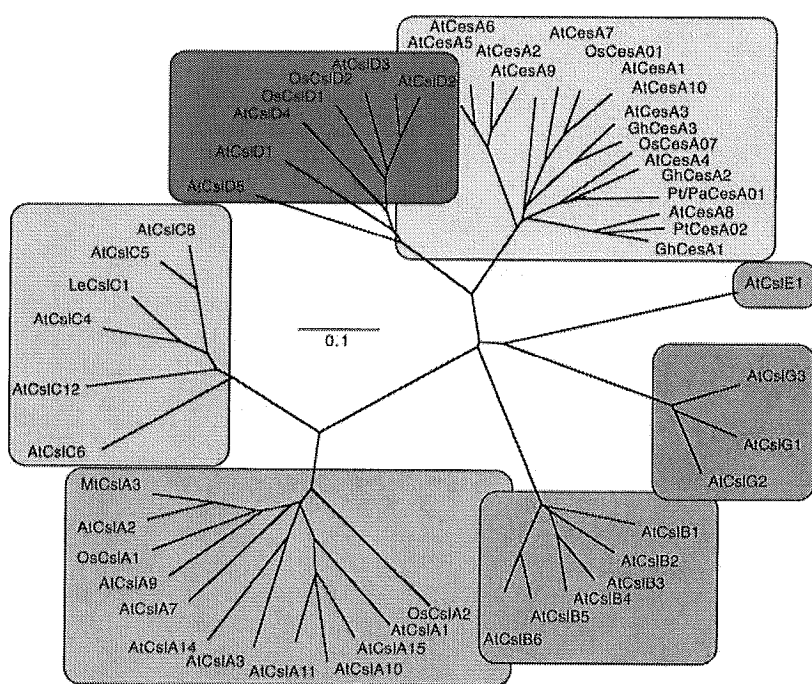 AtCesA6
AtCesA5
AtCesA2
AtCesA9
AtCesA7
OsCesA01
AtCesA1
AtCesA10
AtCesA3
GhCesA3
OsCesA07
AtCesA4
GhCesA2
Pt/PaCesA01
AtCesA8
PtCesA02
GhCesA1
AtCslD3
OsCslD2
AtCslD2
OsCslD1
AtCslD4
AtCslD1
AtCslD5
AtCslE1
AtCslC8
AtCslC5
LeCslC1
AtCslC4
AtCslC12
AtCslC6
0.1
AtCslG3
AtCslG1
AtCslG2
MtCslA3
AtCslA2
OsCslA1
AtCslA9
AtCslA7
AtCslA14
AtCslA3
AtCslA11
AtCslA10
AtCslA15
AtCslA1
OsCslA2
AtCslB1
AtCslB2
AtCslB3
AtCslB4
AtCslB5
AtCslB6